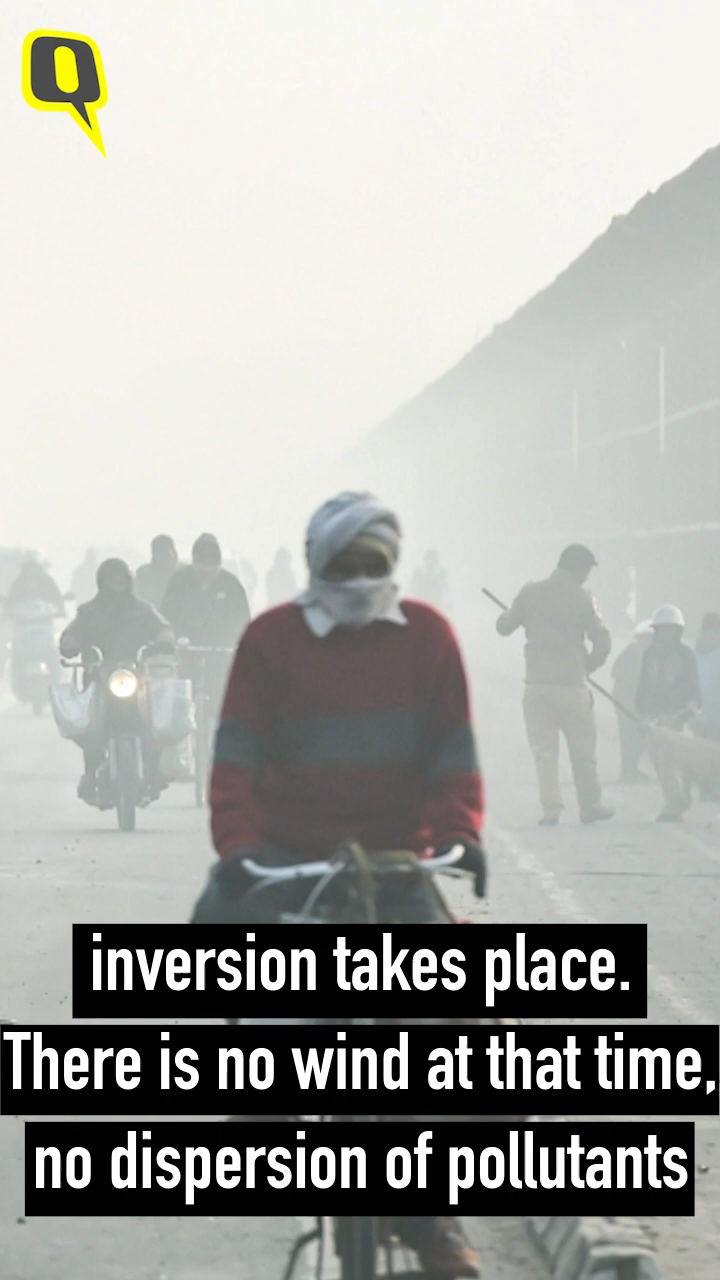 Q
inversion takes place.
There is no wind at that time,
no dispersion of pollutants